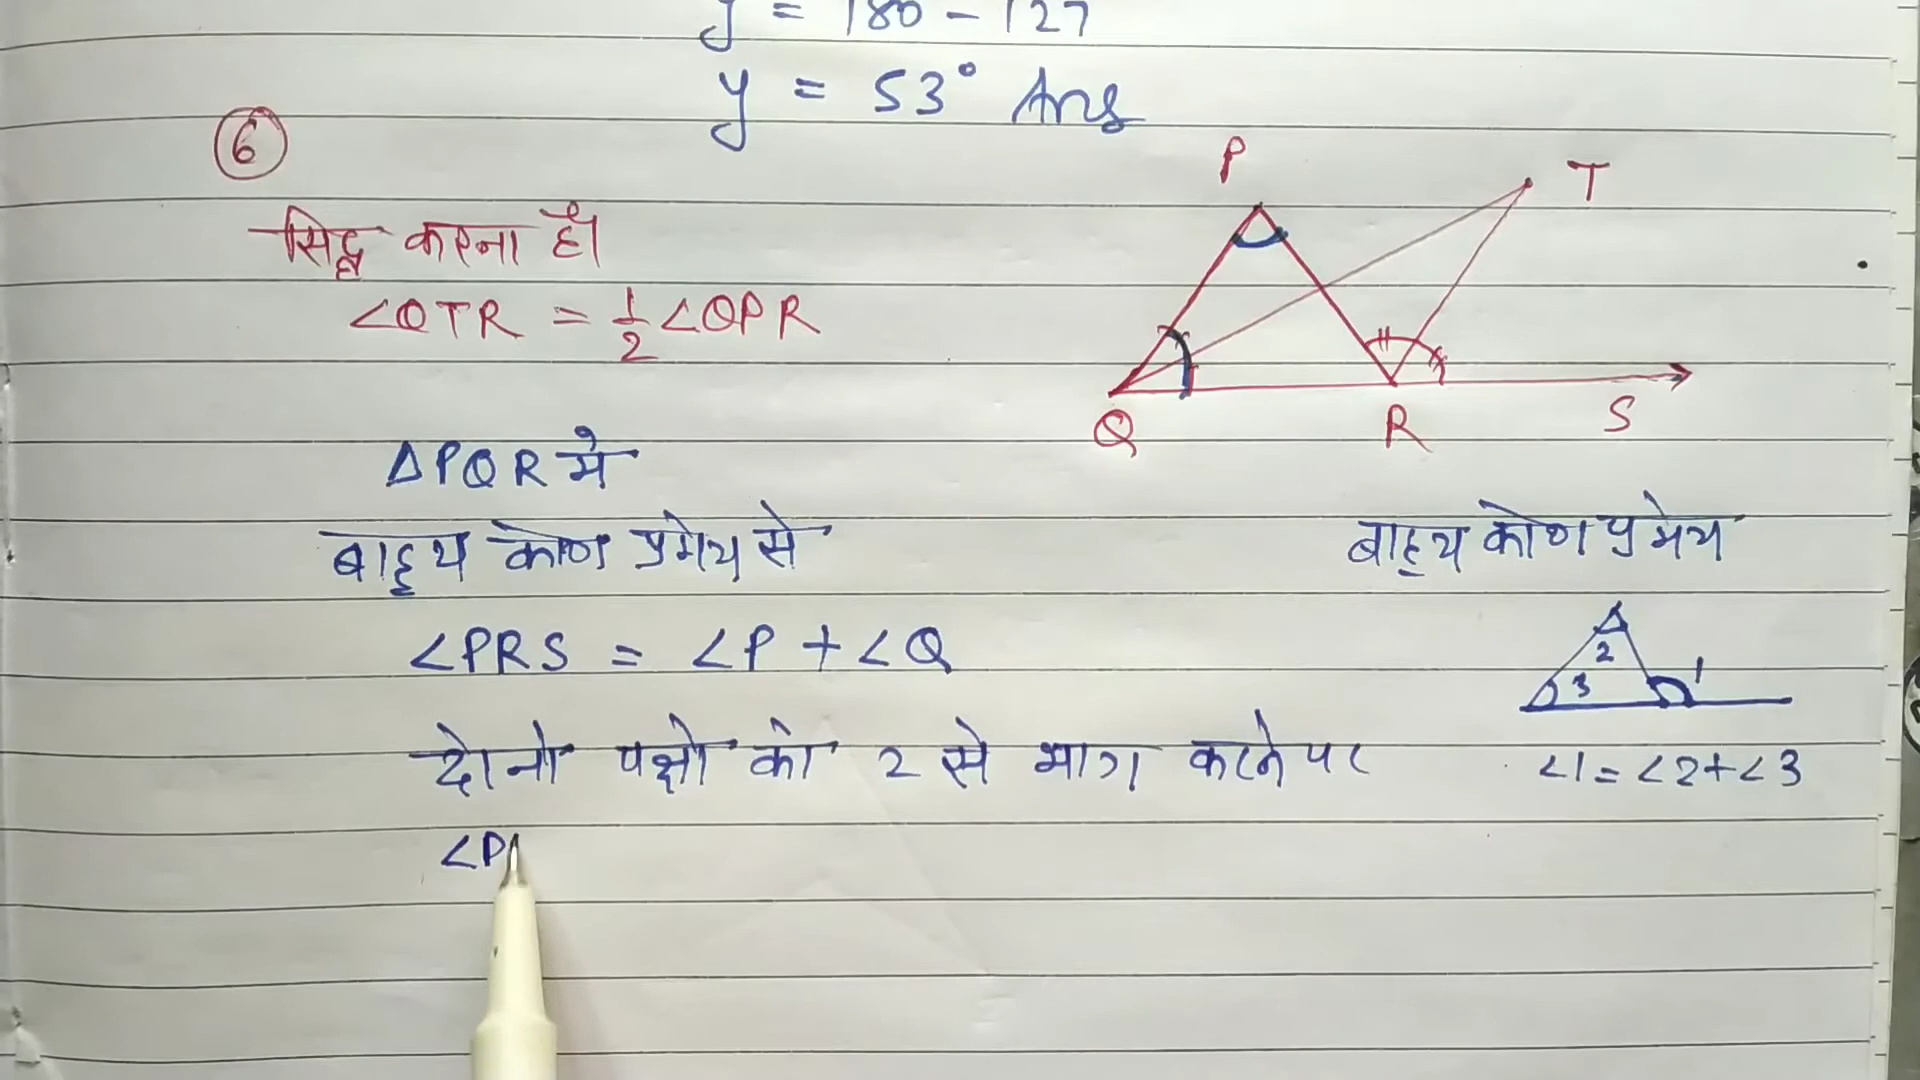 y = 180 - 127
y = 53° Ans
6
P
T
सिद्ध करना है।
∠QTR = 1/2 ∠QPR
Q
R
S
ΔPQR मे
बाह्य कोण प्रमेय से
बाह्य कोण प्रमेय
∠PRS = ∠P + ∠Q
2
3
1
दोनो पक्षो को 2 से भाग करने पर
∠1 = ∠2+∠3
∠P